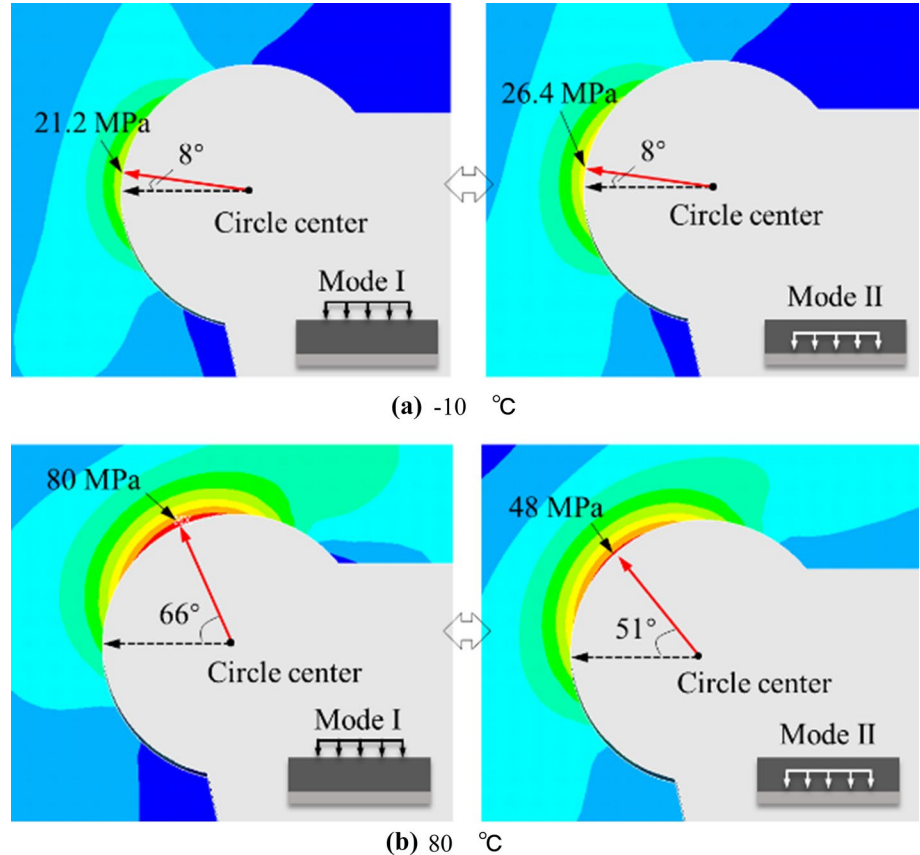 21.2 MPa
8°
Circle center
Mode I
26.4 MPa
8°
Circle center
Mode II
(a) -10 ℃
80 MPa
66°
Circle center
Mode I
48 MPa
51°
Circle center
Mode II
(b) 80 ℃